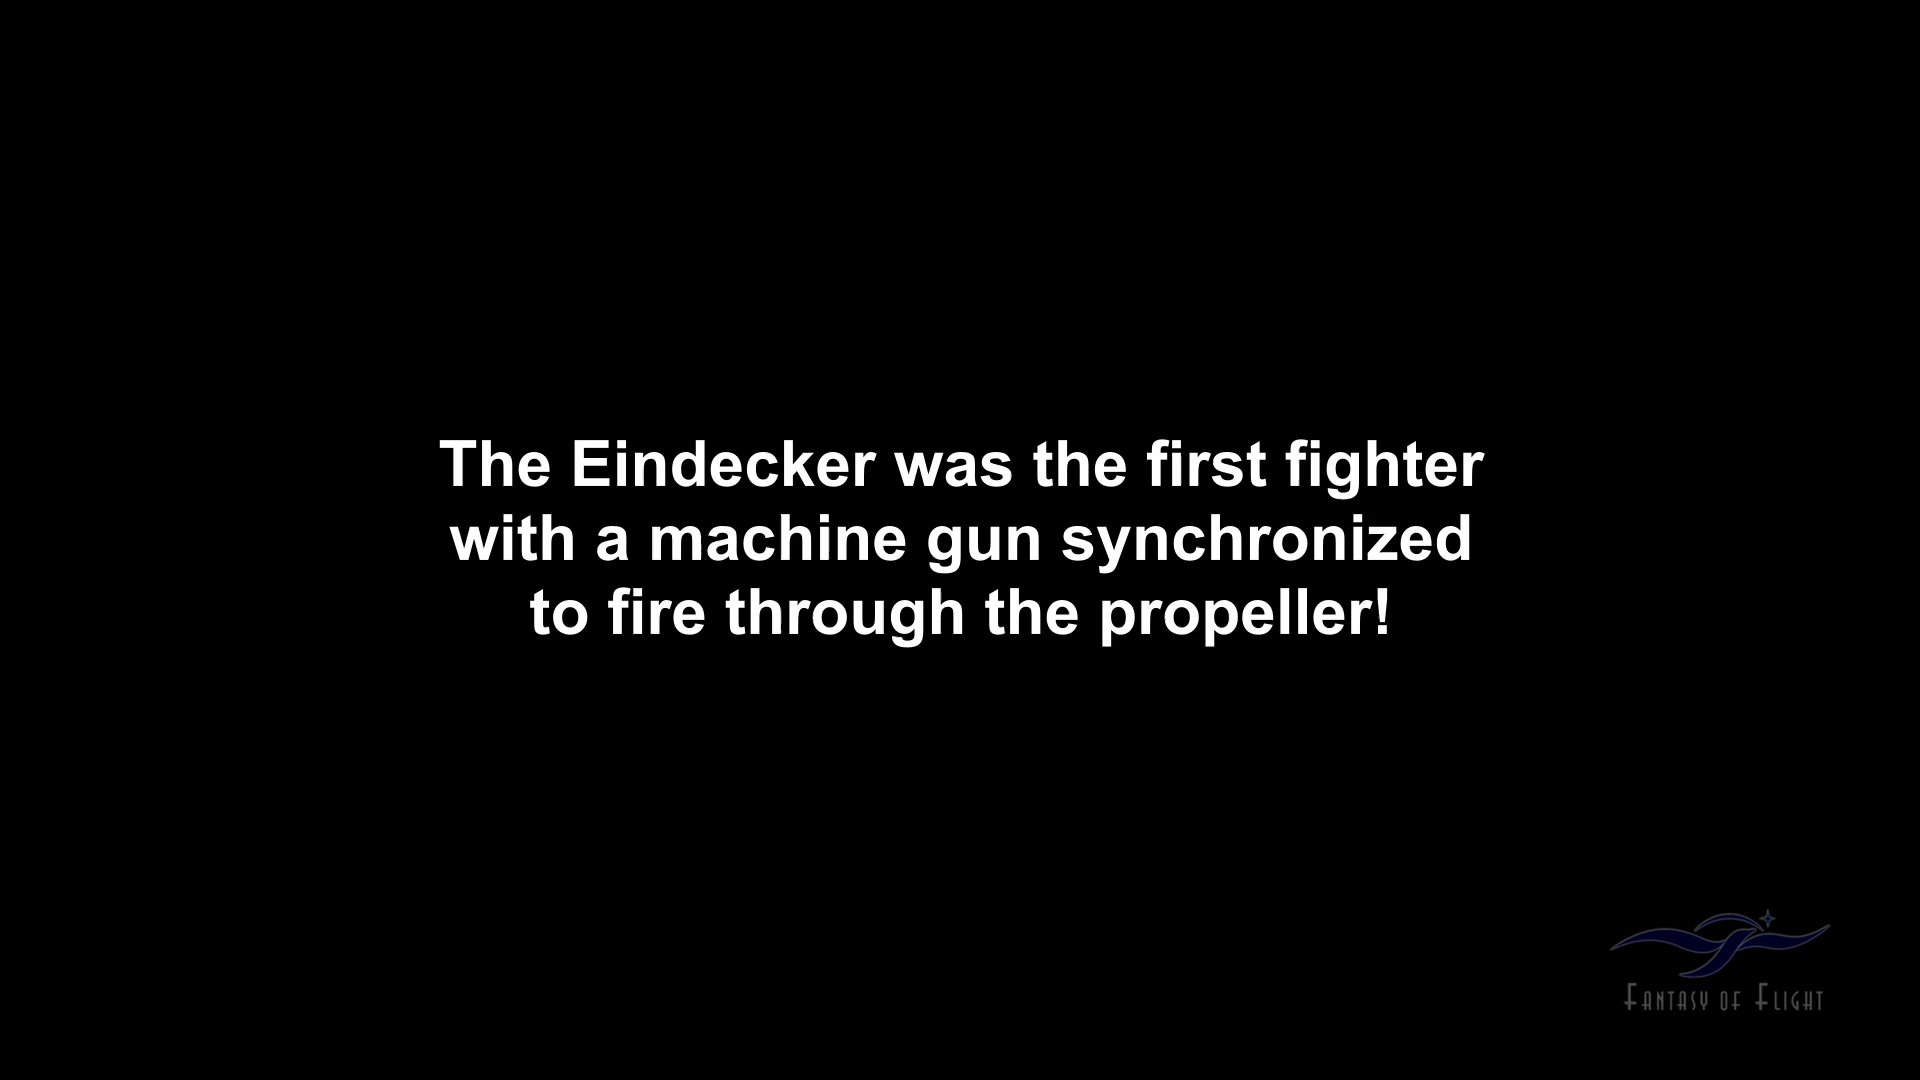 The Eindecker was the first fighter
with a machine gun synchronized
to fire through the propeller!
Fantasy of Flight